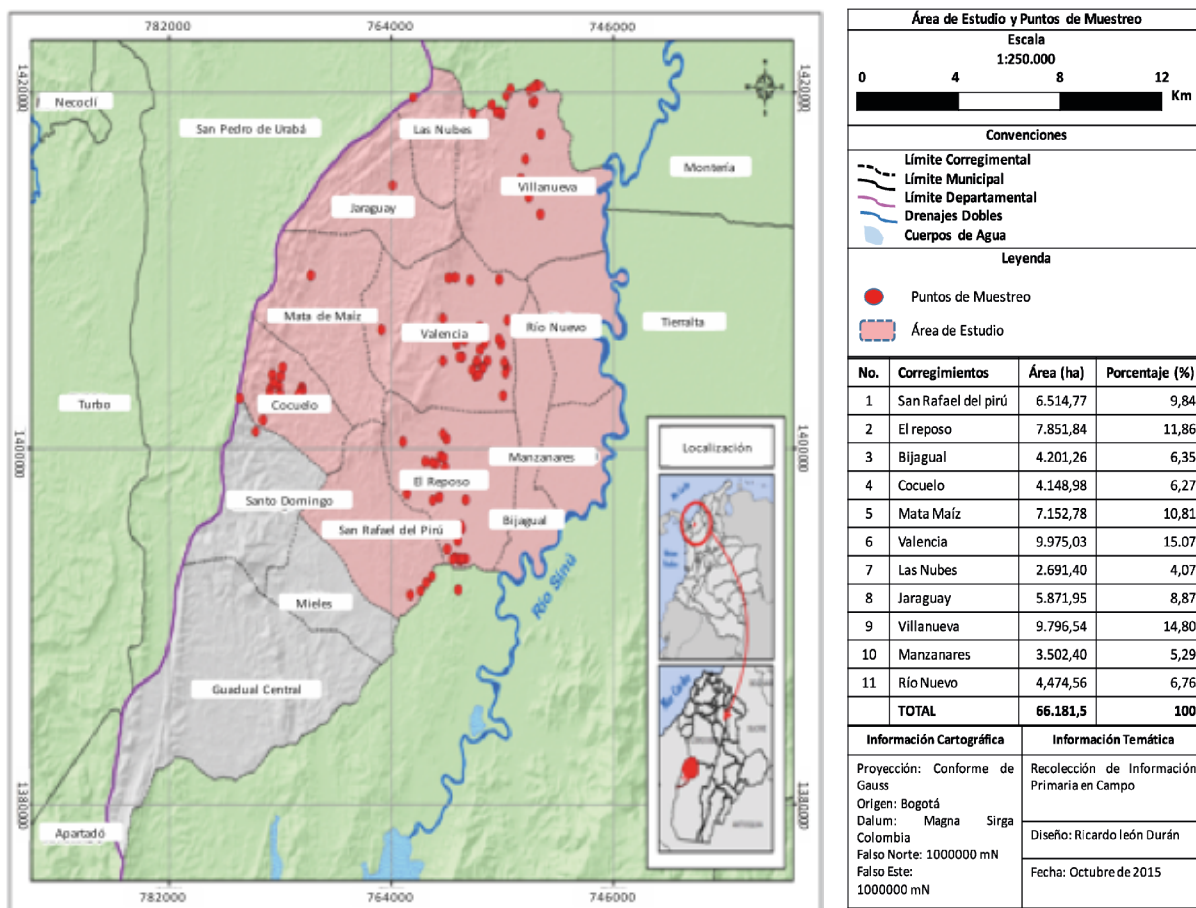 782000
764000
746000
1420000
1420000
Necoclí
San Pedro de Urabá
Las Nubes
Montería
Villanueva
Jaraguay
Mata de Maíz
Valencia
Río Nuevo
Tierralta
Turbo
Cocuelo
1400000
1400000
Manzanares
El Reposo
Santo Domingo
San Rafael del Pirú
Bijagual
Río Sinú
Mieles
Guadual Central
1380000
1380000
Apartadó
782000
764000
746000
Localización
Área de Estudio y Puntos de Muestreo
Escala
1:250.000
0 4 8 12
Km
Convenciones
Límite Corregimental
Límite Municipal
Límite Departamental
Drenajes Dobles
Cuerpos de Agua
Leyenda
Puntos de Muestreo
Área de Estudio
No. Corregimientos Área (ha) Porcentaje (%)
1 San Rafael del pirú 6.514,77 9,84
2 El reposo 7.851,84 11,86
3 Bijagual 4.201,26 6,35
4 Cocuelo 4.148,98 6,27
5 Mata Maíz 7.152,78 10,81
6 Valencia 9.975,03 15.07
7 Las Nubes 2.691,40 4,07
8 Jaraguay 5.871,95 8,87
9 Villanueva 9.796,54 14,80
10 Manzanares 3.502,40 5,29
11 Río Nuevo 4,474,56 6,76
TOTAL 66.181,5 100
Información Cartográfica
Proyección: Conforme de
Gauss
Origen: Bogotá
Dalum: Magna Sirga
Colombia
Falso Norte: 1000000 mN
Falso Este:
1000000 mN
Información Temática
Recolección de Información
Primaria en Campo
Diseño: Ricardo león Durán
Fecha: Octubre de 2015